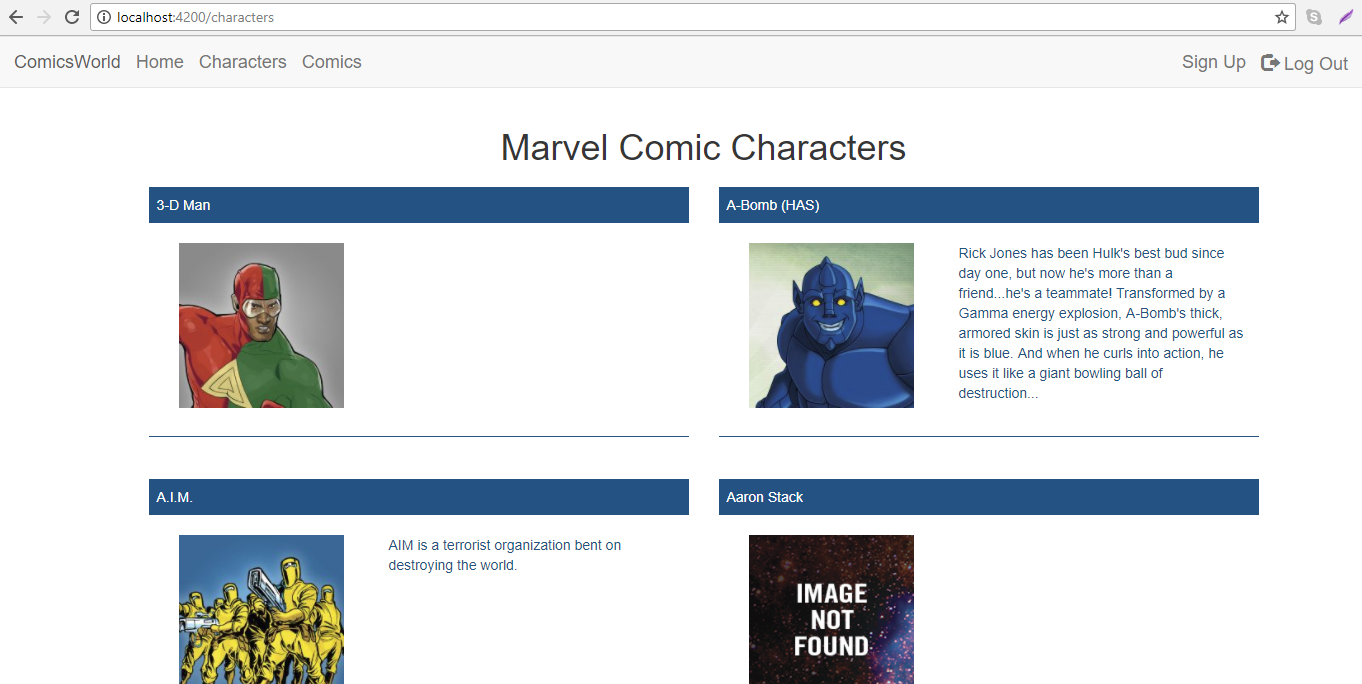 localhost:4200/characters
ComicsWorld Home Characters Comics Sign Up Log Out
Marvel Comic Characters
3-D Man
A-Bomb (HAS)
Rick Jones has been Hulk's best bud since
day one, but now he's more than a
friend...he's a teammate! Transformed by a
Gamma energy explosion, A-Bomb's thick,
armored skin is just as strong and powerful as
it is blue. And when he curls into action, he
uses it like a giant bowling ball of
destruction...
A.I.M.
AIM is a terrorist organization bent on
destroying the world.
Aaron Stack
IMAGE
NOT
FOUND